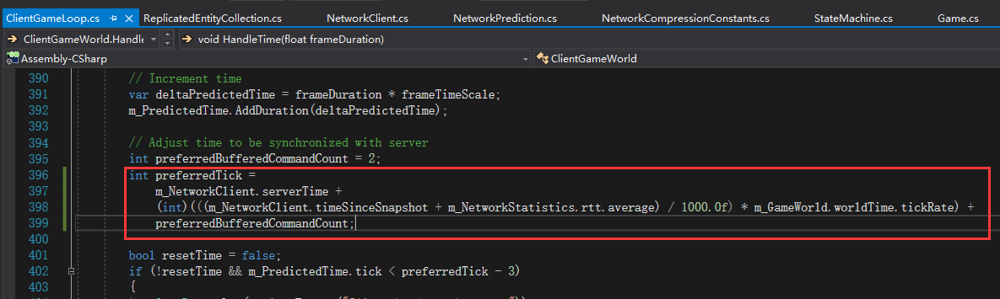 ClientGameLoop.cs ReplicatedEntityCollection.cs NetworkClient.cs NetworkPrediction.cs NetworkCompressionConstants.cs StateMachine.cs Game.cs
ClientGameWorld.Handle void HandleTime(float frameDuration)
Assembly-CSharp ClientGameWorld
390 // Increment time
391 var deltaPredictedTime = frameDuration * frameTimeScale;
392 m_PredictedTime.AddDuration(deltaPredictedTime);
393
394 // Adjust time to be synchronized with server
395 int preferredBufferedCommandCount = 2;
396 int preferredTick =
397 m_NetworkClient.serverTime +
398 (int)(((m_NetworkClient.timeSinceSnapshot + m_NetworkStatistics.rtt.average) / 1000.0f) * m_GameWorld.worldTime.tickRate) +
399 preferredBufferedCommandCount;
400
401 bool resetTime = false;
402 if (!resetTime && m_PredictedTime.tick < preferredTick - 3)
403 {